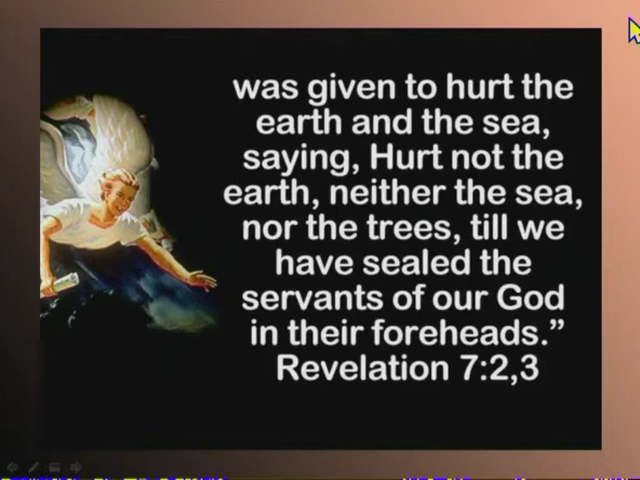 was given to hurt the
earth and the sea,
saying, Hurt not the
earth, neither the sea,
nor the trees, till we
have sealed the
servants of our God
in their foreheads.”
Revelation 7:2,3